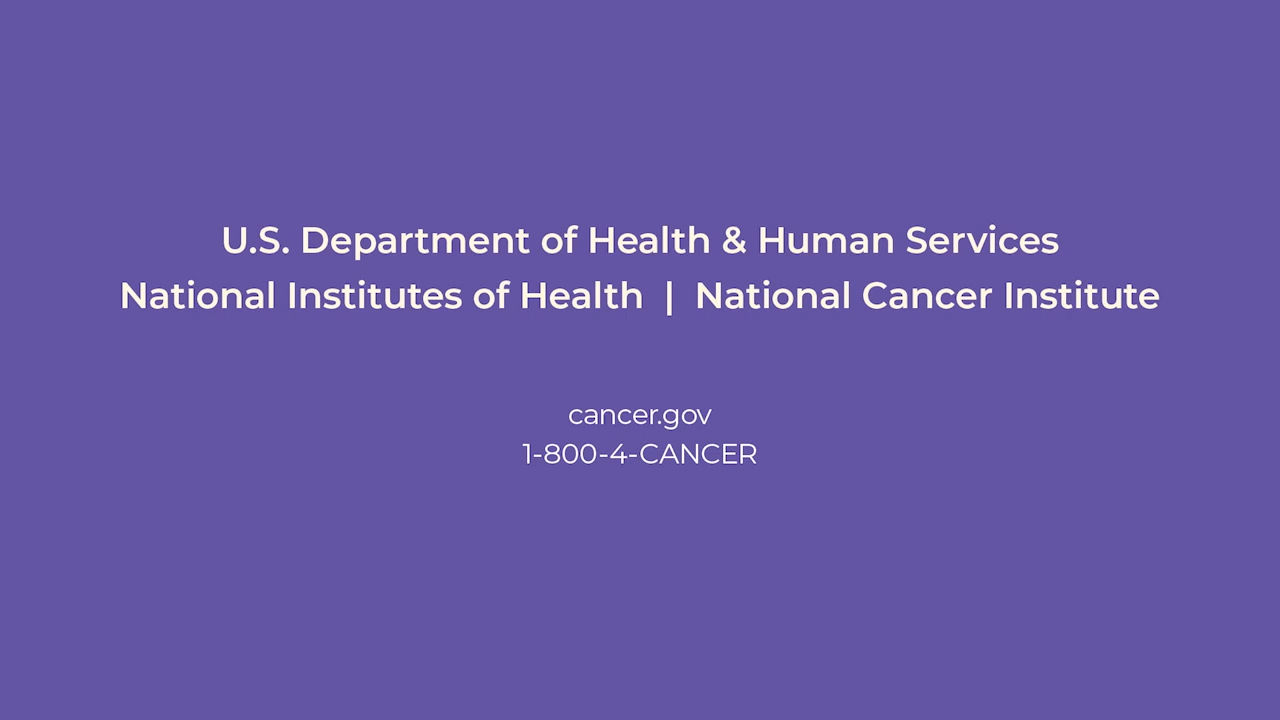 U.S. Department of Health & Human Services
National Institutes of Health | National Cancer Institute
cancer.gov
1-800-4-CANCER